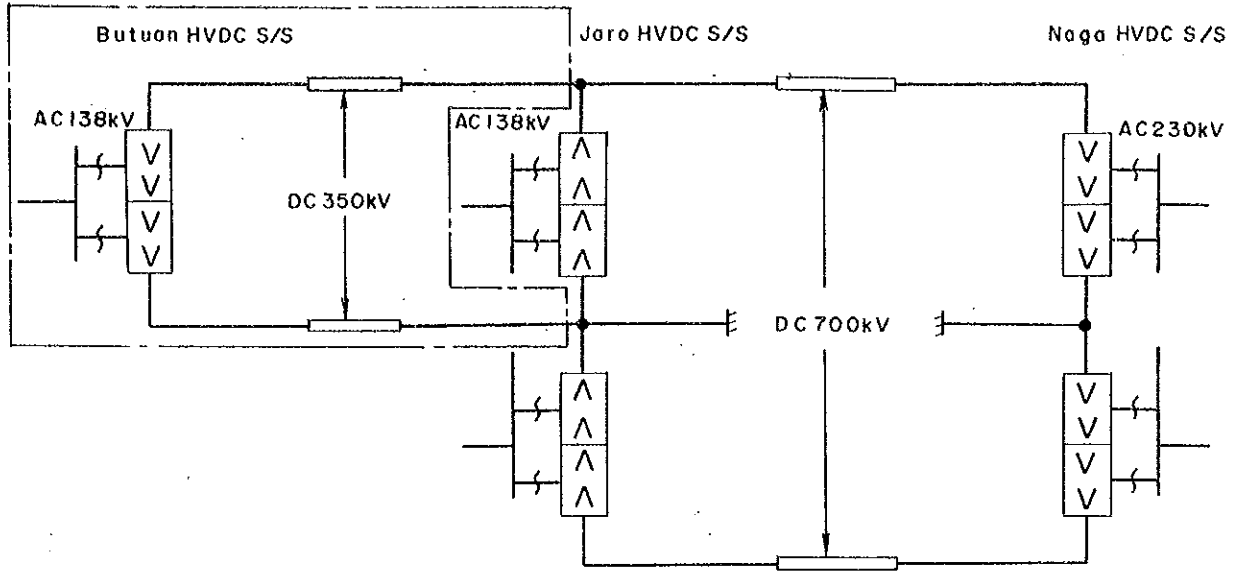 Butuan HVDC S/S
Jaro HVDC S/S
Naga HVDC S/S
AC138kV
AC138kV
AC230kV
DC350kV
DC700kV